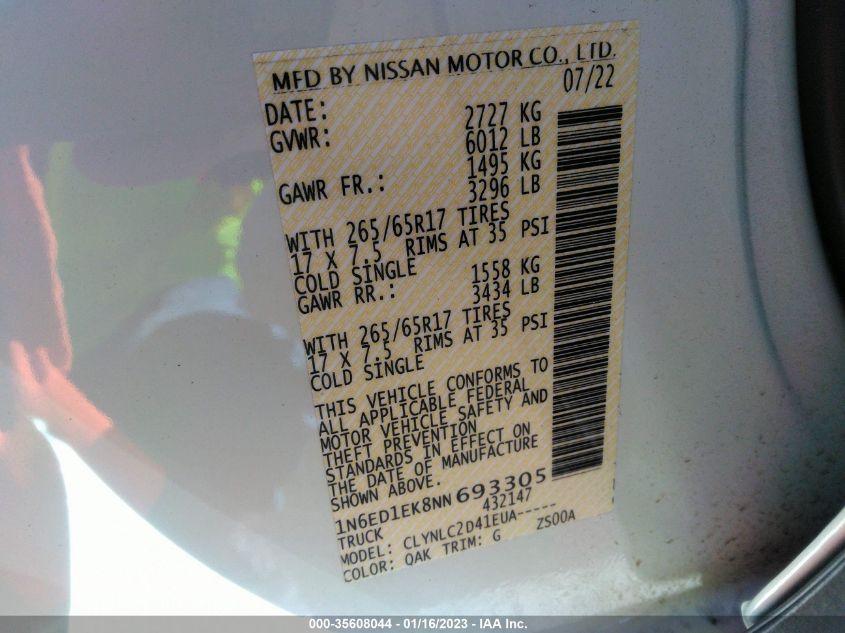 MFD BY NISSAN MOTOR CO., LTD.
DATE: 07/22
GVWR: 2727 KG
6012 LB
GAWR FR.: 1495 KG
3296 LB
WITH 265/65R17 TIRES
17 X 7.5 RIMS AT 35 PSI
COLD SINGLE
GAWR RR.: 1558 KG
3434 LB
WITH 265/65R17 TIRES
17 X 7.5 RIMS AT 35 PSI
COLD SINGLE
THIS VEHICLE CONFORMS TO
ALL APPLICABLE FEDERAL
MOTOR VEHICLE SAFETY AND
THEFT PREVENTION
STANDARDS IN EFFECT ON
THE DATE OF MANUFACTURE
SHOWN ABOVE.
1N6ED1EK8NN693305
TRUCK 432147
MODEL: CLYNLC2D41EUA-----
COLOR: QAK TRIM: G ZS00A
000-35608044 - 01/16/2023 - IAA Inc.